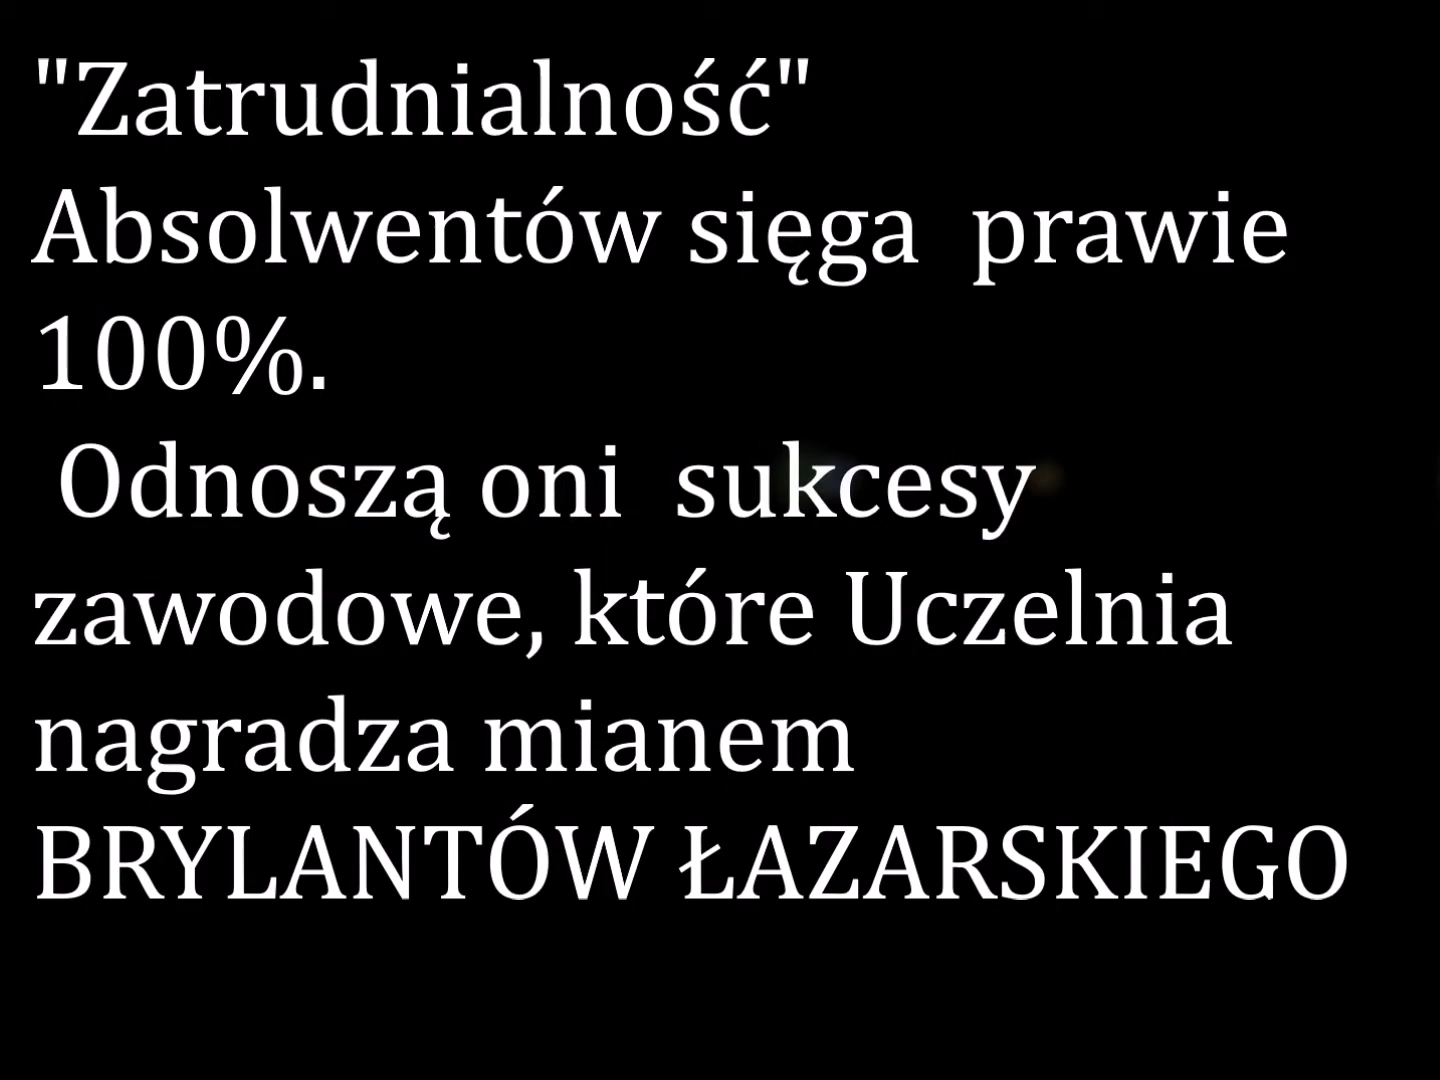 "Zatrudnialność"
Absolwentów sięga  prawie
100%.
Odnoszą oni  sukcesy
zawodowe, które Uczelnia
nagradza mianem
BRYLANTÓW ŁAZARSKIEGO